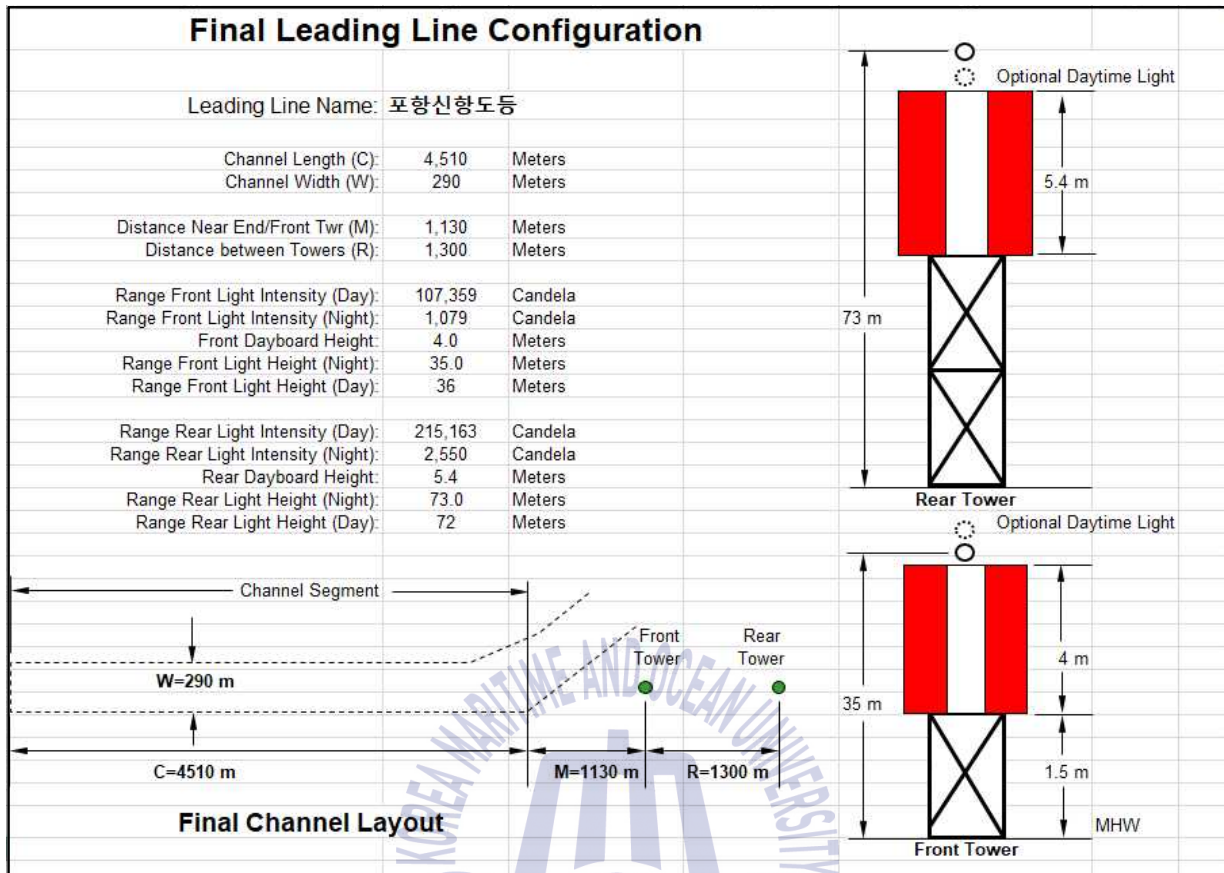 Final Leading Line Configuration
Leading Line Name: 포항신항도등
Channel Length (C): 4,510 Meters
Channel Width (W): 290 Meters
Distance Near End/Front Twr (M): 1,130 Meters
Distance between Towers (R): 1,300 Meters
Range Front Light Intensity (Day): 107,359 Candela
Range Front Light Intensity (Night): 1,079 Candela
Front Dayboard Height: 4.0 Meters
Range Front Light Height (Night): 35.0 Meters
Range Front Light Height (Day): 36 Meters
Range Rear Light Intensity (Day): 215,163 Candela
Range Rear Light Intensity (Night): 2,550 Candela
Rear Dayboard Height: 5.4 Meters
Range Rear Light Height (Night): 73.0 Meters
Range Rear Light Height (Day): 72 Meters
Optional Daytime Light
5.4 m
73 m
Rear Tower
Optional Daytime Light
4 m
35 m
1.5 m
MHW
Front Tower
Channel Segment
Front Tower
Rear Tower
W=290 m
C=4510 m
M=1130 m
R=1300 m
Final Channel Layout
KOREA MARITIME AND OCEAN UNIVERSITY